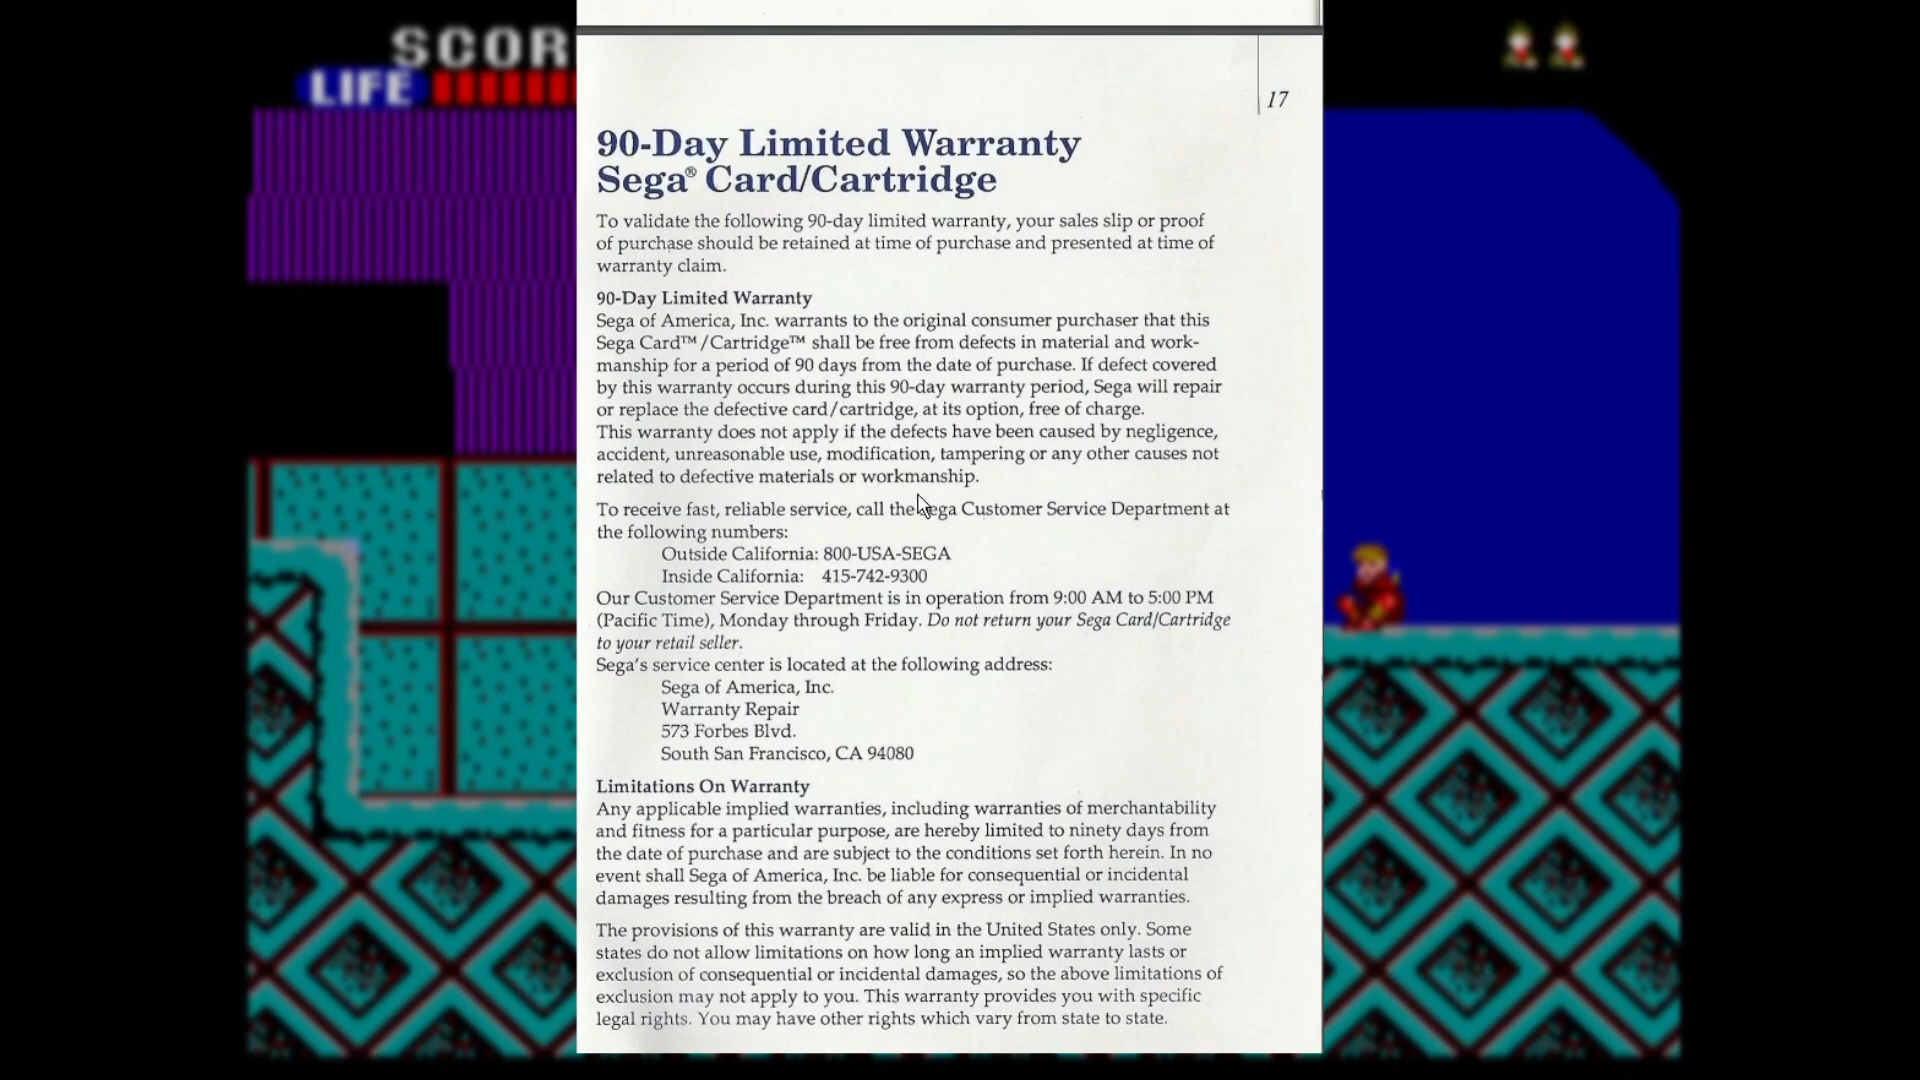 SCOR
LIFE
17
90-Day Limited Warranty
Sega® Card/Cartridge
To validate the following 90-day limited warranty, your sales slip or proof
of purchase should be retained at time of purchase and presented at time of
warranty claim.
90-Day Limited Warranty
Sega of America, Inc. warrants to the original consumer purchaser that this
Sega Card™/Cartridge™ shall be free from defects in material and work-
manship for a period of 90 days from the date of purchase. If defect covered
by this warranty occurs during this 90-day warranty period, Sega will repair
or replace the defective card/cartridge, at its option, free of charge.
This warranty does not apply if the defects have been caused by negligence,
accident, unreasonable use, modification, tampering or any other causes not
related to defective materials or workmanship.
To receive fast, reliable service, call the Sega Customer Service Department at
the following numbers:
Outside California: 800-USA-SEGA
Inside California: 415-742-9300
Our Customer Service Department is in operation from 9:00 AM to 5:00 PM
(Pacific Time), Monday through Friday. Do not return your Sega Card/Cartridge
to your retail seller.
Sega's service center is located at the following address:
Sega of America, Inc.
Warranty Repair
573 Forbes Blvd.
South San Francisco, CA 94080
Limitations On Warranty
Any applicable implied warranties, including warranties of merchantability
and fitness for a particular purpose, are hereby limited to ninety days from
the date of purchase and are subject to the conditions set forth herein. In no
event shall Sega of America, Inc. be liable for consequential or incidental
damages resulting from the breach of any express or implied warranties.
The provisions of this warranty are valid in the United States only. Some
states do not allow limitations on how long an implied warranty lasts or
exclusion of consequential or incidental damages, so the above limitations of
exclusion may not apply to you. This warranty provides you with specific
legal rights. You may have other rights which vary from state to state.